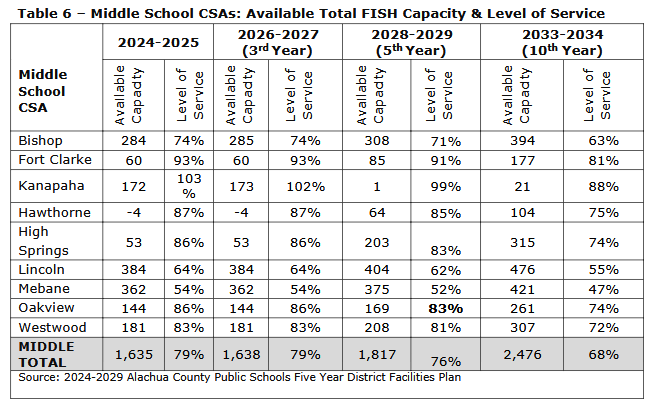 Table 6 – Middle School CSAs: Available Total FISH Capacity & Level of Service
Middle School CSA 2024-2025 2026-2027 (3rd Year) 2028-2029 (5th Year) 2033-2034 (10th Year)
Available Capacity Level of Service Available Capacity Level of Service Available Capacity Level of Service Available Capacity Level of Service
Bishop 284 74% 285 74% 308 71% 394 63%
Fort Clarke 60 93% 60 93% 85 91% 177 81%
Kanapaha 172 103% 173 102% 1 99% 21 88%
Hawthorne -4 87% -4 87% 64 85% 104 75%
High Springs 53 86% 53 86% 203 83% 315 74%
Lincoln 384 64% 384 64% 404 62% 476 55%
Mebane 362 54% 362 54% 375 52% 421 47%
Oakview 144 86% 144 86% 169 83% 261 74%
Westwood 181 83% 181 83% 208 81% 307 72%
MIDDLE TOTAL 1,635 79% 1,638 79% 1,817 76% 2,476 68%
Source: 2024-2029 Alachua County Public Schools Five Year District Facilities Plan